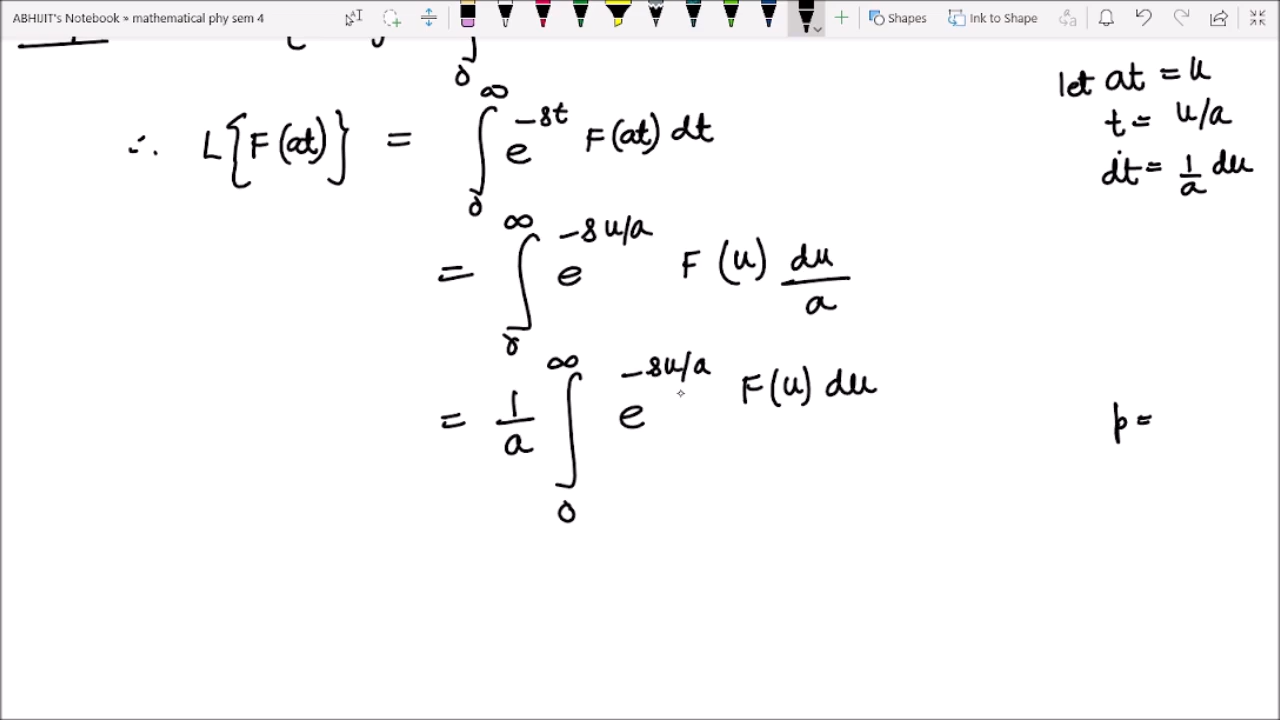 ABHIJIT's Notebook » mathematical phy sem 4
Shapes
Ink to Shape
let at = u
t = u/a
dt = 1/a du
∴ L{F(at)} = ∫₀^∞ e^{-st} F(at) dt
= ∫₀^∞ e^{-su/a} F(u) du/a
= 1/a ∫₀^∞ e^{-su/a} F(u) du
p =